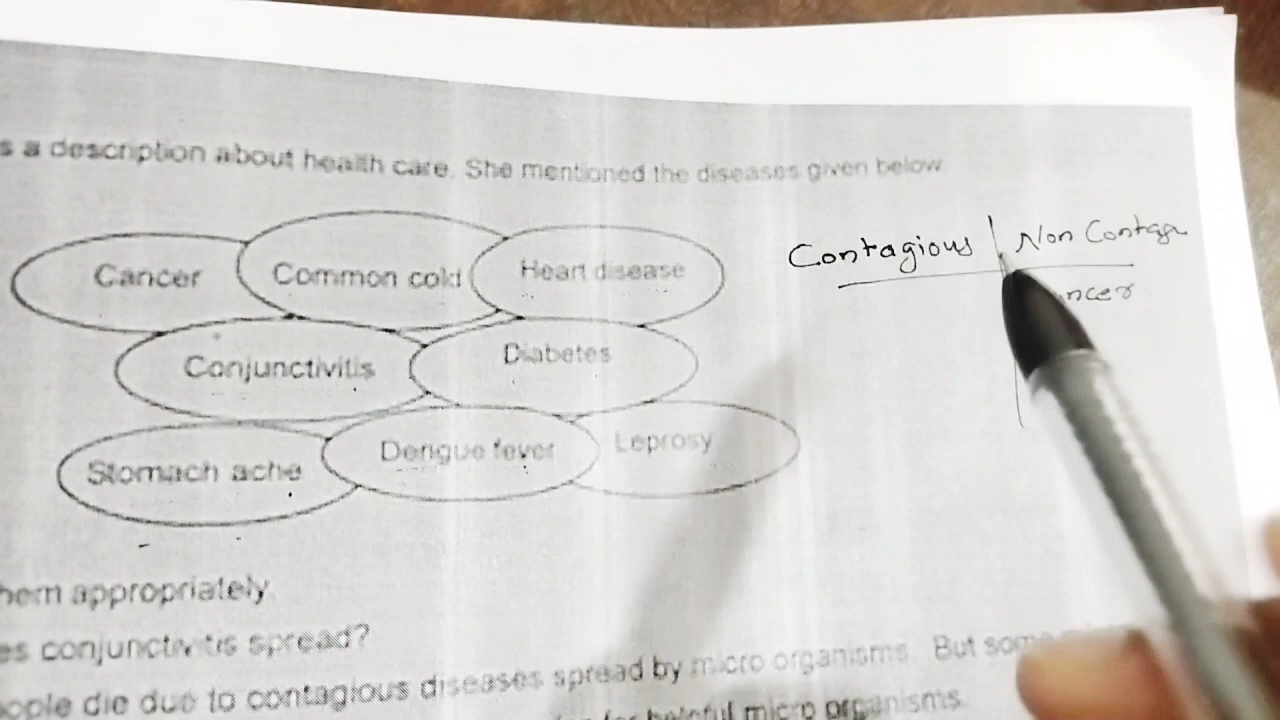 s a description about health care. She mentioned the diseases given below.
Cancer Common cold Heart disease
Conjunctivitis Diabetes
Stomach ache Dengue fever Leprosy
Contagious Non Contag
ncer
hem appropriately.
es conjunctivitis spread?
ople die due to contagious diseases spread by micro organisms. But som
for helpful micro organisms.